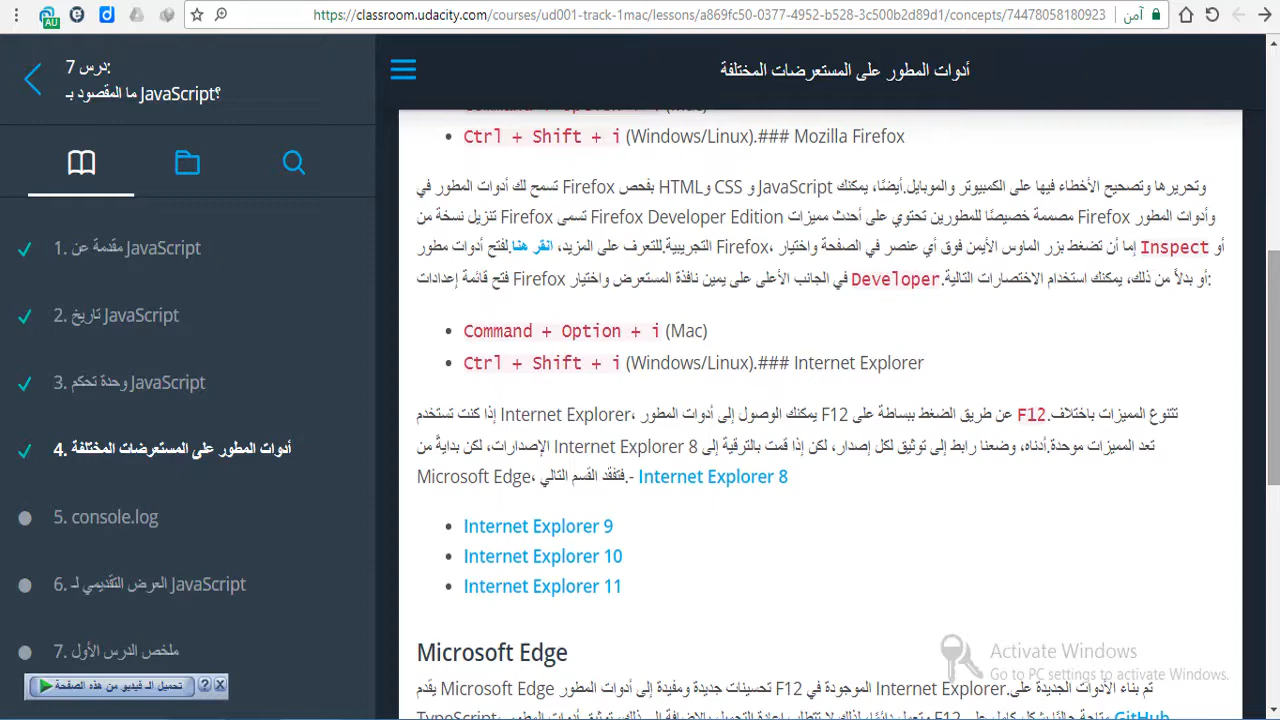 https://classroom.udacity.com/courses/ud001-track-1mac/lessons/a869fc5b-0377-4952-b528-3c500b2d89d1/concepts/74478058180923
آمن
درس 7:
ما المقصود بـ JavaScript؟
أدوات المطور على المستعرضات المختلفة
1. مقدمة عن JavaScript
2. تاريخ JavaScript
3. وحدة تحكم JavaScript
4. أدوات المطور على المستعرضات المختلفة
5. console.log
6. العرض التقديمي لـ JavaScript
7. ملخص الدرس الأول
تحميل الـ فيديو من هذه الصفحة ? X
Ctrl + Shift + i (Windows/Linux).### Mozilla Firefox
تسمح لك أدوات المطور في Firefox بفحص HTMLو CSS و JavaScript وتحريرها وتصحيح الأخطاء فيها على الكمبيوتر والموبايل.أيضًا، يمكنك
تنزيل نسخة من Firefox تسمى Firefox Developer Edition مصممة خصيصًا للمطورين تحتوي على أحدث مميزات Firefox وأدوات المطور
التجريبية.للتعرف على المزيد، انقر هنا.لفتح أدوات مطور Firefox، إما أن تضغط بزر الماوس الأيمن فوق أي عنصر في الصفحة واختيار Inspect أو
فتح قائمة إعدادات Firefox في الجانب الأعلى على يمين نافذة المستعرض واختيار Developer.أو بدلاً من ذلك، يمكنك استخدام الاختصارات التالية:
Command + Option + i (Mac)
Ctrl + Shift + i (Windows/Linux).### Internet Explorer
إذا كنت تستخدم Internet Explorer، يمكنك الوصول إلى أدوات المطور F12 عن طريق الضغط ببساطة على F12.تتنوع المميزات باختلاف
الإصدارات، لكن بدايةً من Internet Explorer 8 تعد المميزات موحدة.أدناه، وضعنا رابط إلى توثيق لكل إصدار، لكن إذا قمت بالترقية إلى
Microsoft Edge، فتفقد القسم التالي.- Internet Explorer 8
Internet Explorer 9
Internet Explorer 10
Internet Explorer 11
Microsoft Edge
يقدم Microsoft Edge تحسينات جديدة ومفيدة إلى أدوات المطور F12 الموجودة في Internet Explorer.تم بناء الأدوات الجديدة على
GitHub
Activate Windows
Go to PC settings to activate Windows.